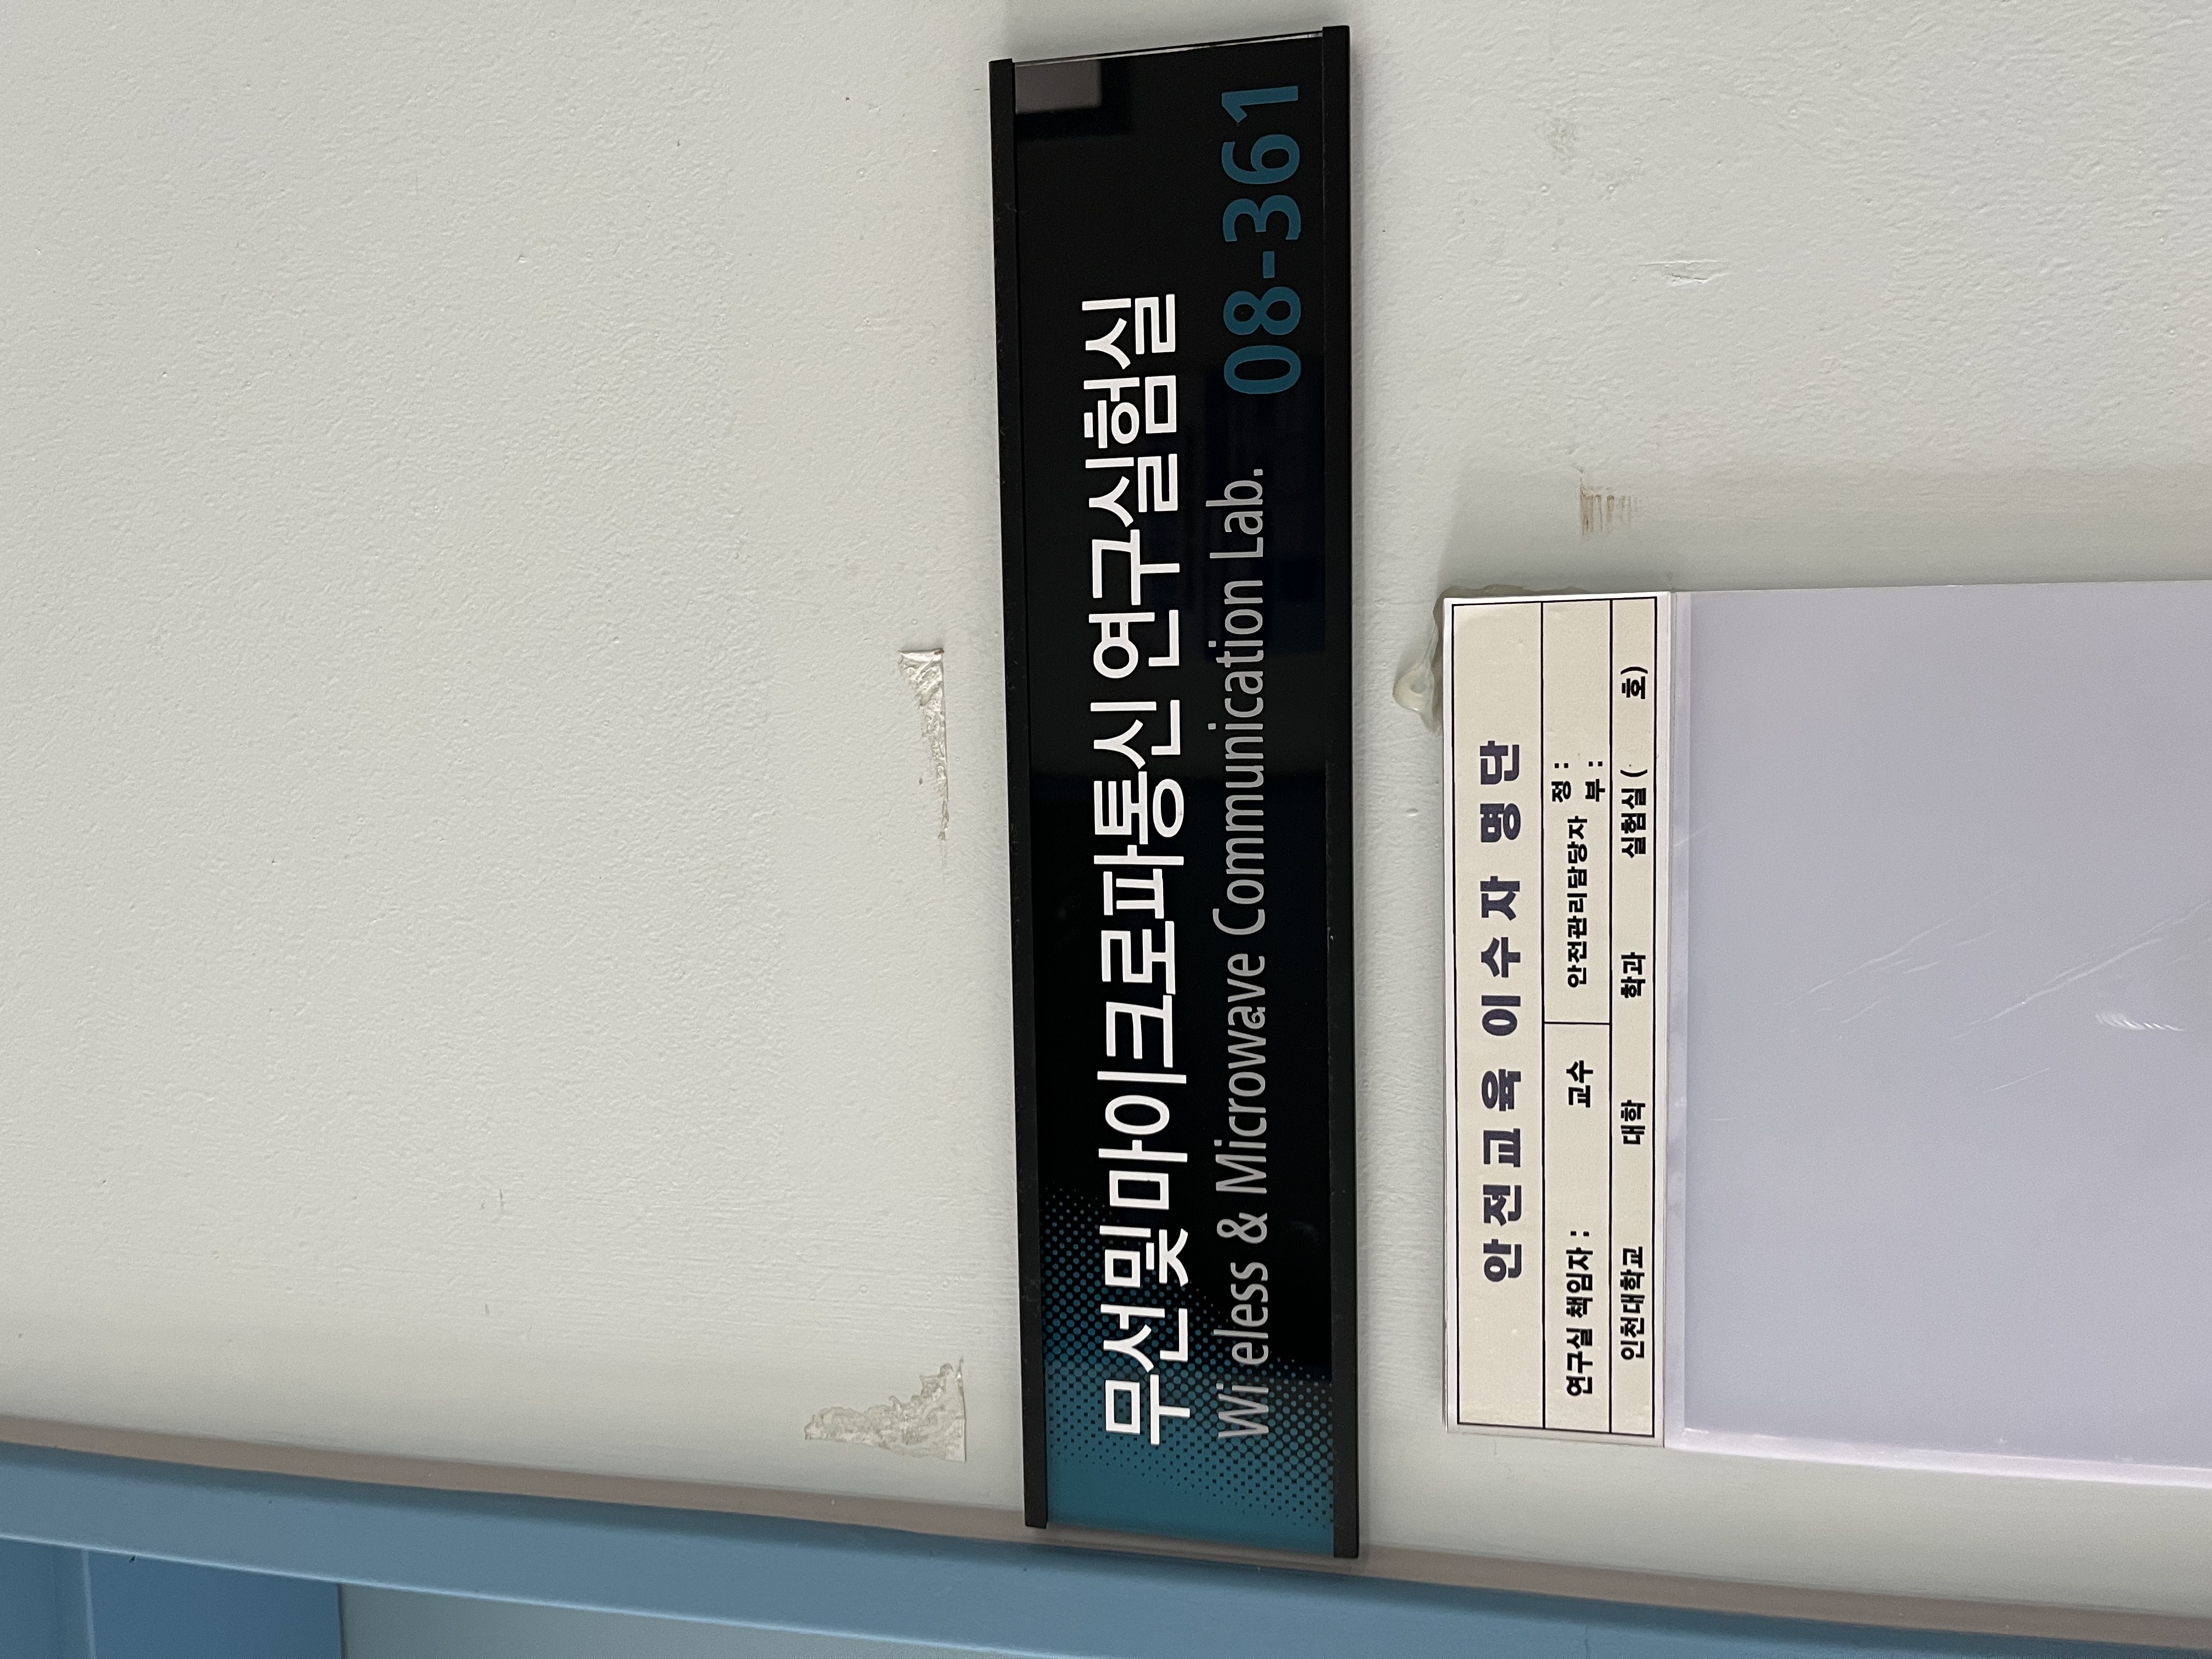 무선및마이크로파통신 연구실험실
Wi eless & Microwave Communication Lab.
08-361
안전교육 이수자 명단
연구실 책임자 : 교수
안전관리담당자 정 :
부 :
인천대학교 대학 학과 실험실 ( 호)